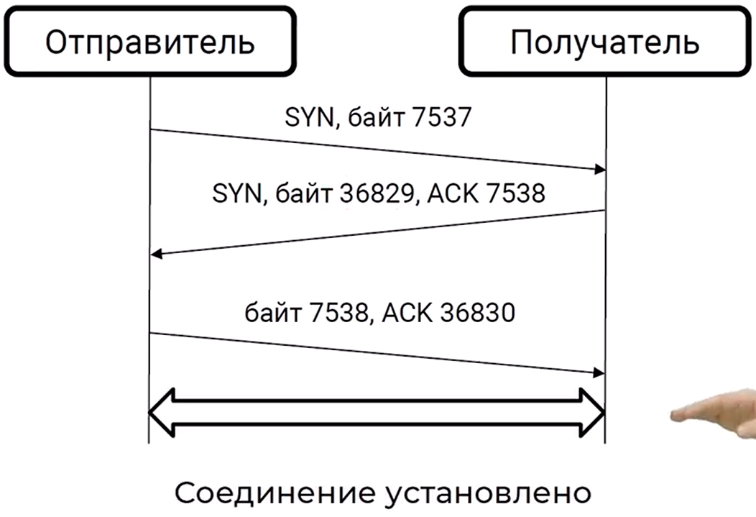 Отправитель
Получатель
SYN, байт 7537
SYN, байт 36829, ACK 7538
байт 7538, ACK 36830
Соединение установлено